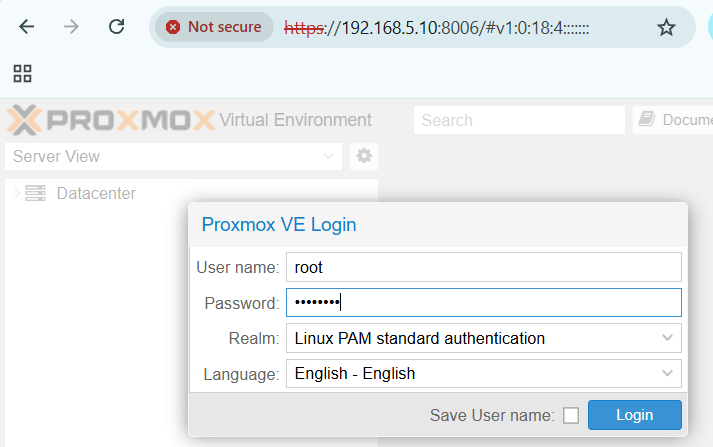 Not secure https://192.168.5.10:8006/#v1:0:18:4:::::::
PROXMOX Virtual Environment Search Docume
Server View
Datacenter
Proxmox VE Login
User name: root
Password: ••••••••
Realm: Linux PAM standard authentication
Language: English - English
Save User name: Login